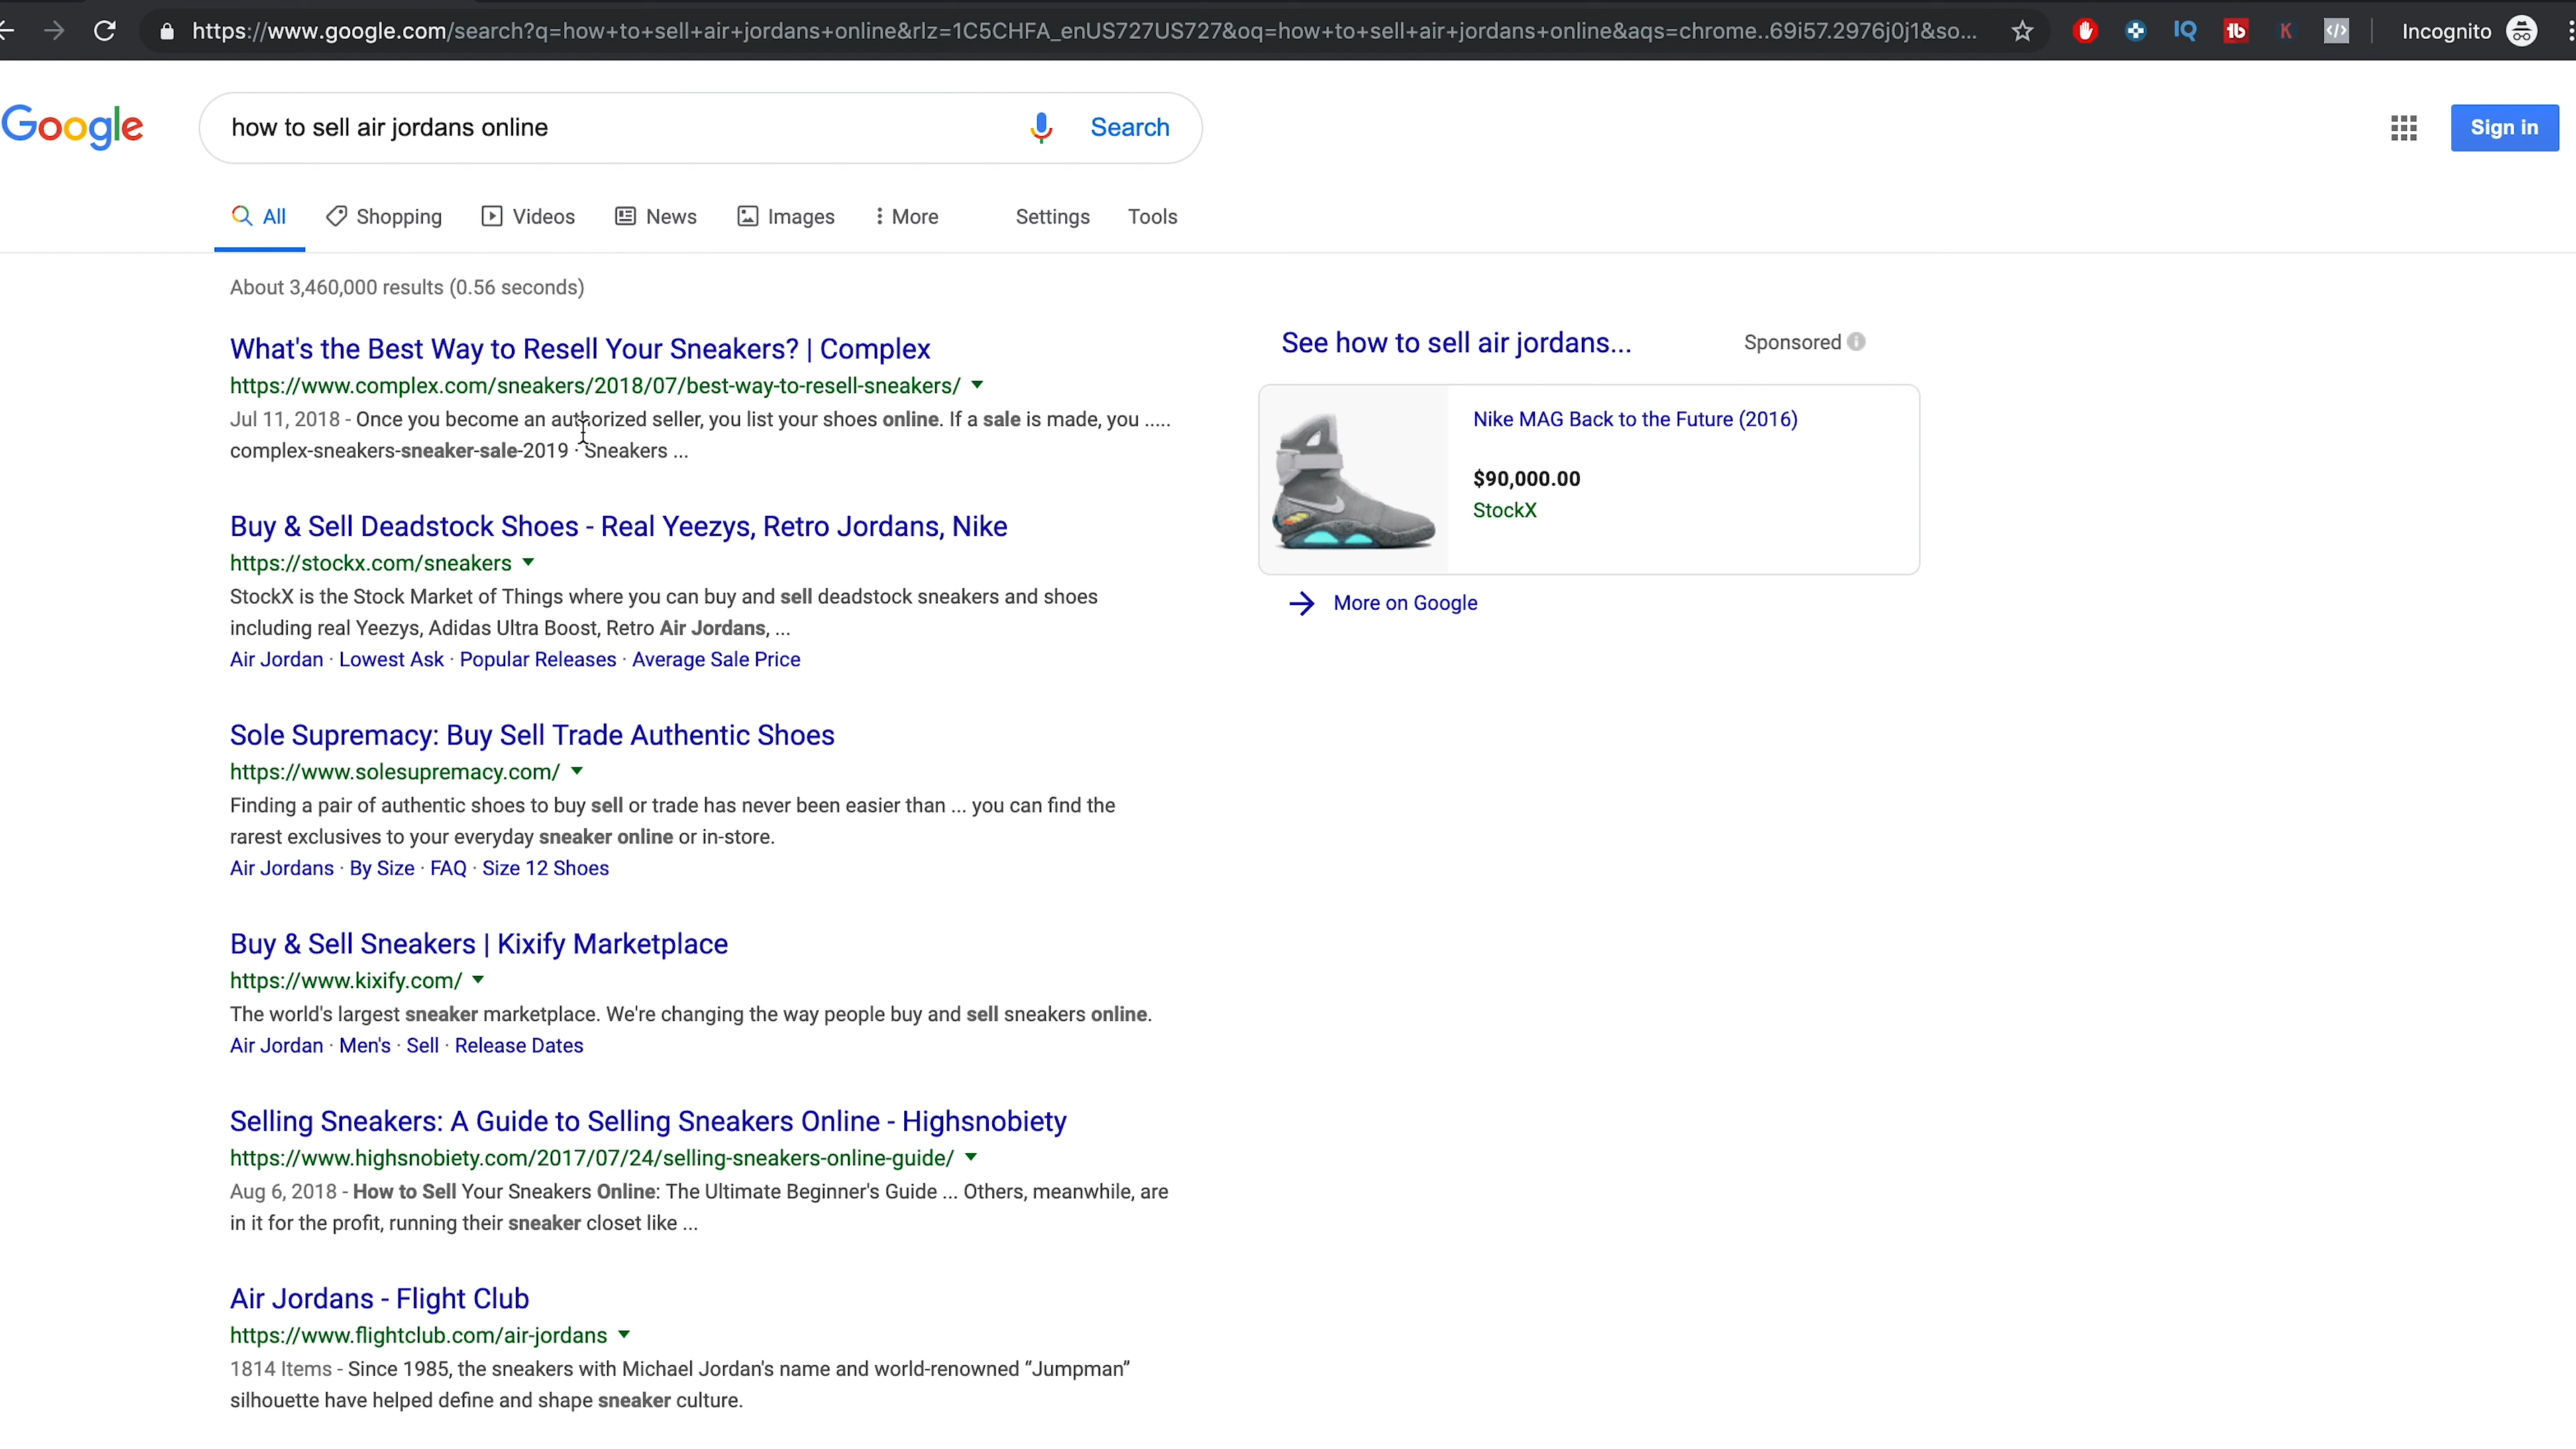 https://www.google.com/search?q=how+to+sell+air+jordans+online&rlz=1C5CHFA_enUS727US727&oq=how+to+sell+air+jordans+online&aqs=chrome..69i57.2976j0j1&so...
IQ
tb
K
</>
Incognito
Google
how to sell air jordans online
Search
Sign in
All
Shopping
Videos
News
Images
More
Settings
Tools
About 3,460,000 results (0.56 seconds)
What's the Best Way to Resell Your Sneakers? | Complex
https://www.complex.com/sneakers/2018/07/best-way-to-resell-sneakers/
Jul 11, 2018 - Once you become an authorized seller, you list your shoes online. If a sale is made, you .....
complex-sneakers-sneaker-sale-2019 · Sneakers ...
Buy & Sell Deadstock Shoes - Real Yeezys, Retro Jordans, Nike
https://stockx.com/sneakers
StockX is the Stock Market of Things where you can buy and sell deadstock sneakers and shoes
including real Yeezys, Adidas Ultra Boost, Retro Air Jordans, ...
Air Jordan · Lowest Ask · Popular Releases · Average Sale Price
Sole Supremacy: Buy Sell Trade Authentic Shoes
https://www.solesupremacy.com/
Finding a pair of authentic shoes to buy sell or trade has never been easier than ... you can find the
rarest exclusives to your everyday sneaker online or in-store.
Air Jordans · By Size · FAQ · Size 12 Shoes
Buy & Sell Sneakers | Kixify Marketplace
https://www.kixify.com/
The world's largest sneaker marketplace. We're changing the way people buy and sell sneakers online.
Air Jordan · Men's · Sell · Release Dates
Selling Sneakers: A Guide to Selling Sneakers Online - Highsnobiety
https://www.highsnobiety.com/2017/07/24/selling-sneakers-online-guide/
Aug 6, 2018 - How to Sell Your Sneakers Online: The Ultimate Beginner's Guide ... Others, meanwhile, are
in it for the profit, running their sneaker closet like ...
Air Jordans - Flight Club
https://www.flightclub.com/air-jordans
1814 Items - Since 1985, the sneakers with Michael Jordan's name and world-renowned “Jumpman”
silhouette have helped define and shape sneaker culture.
See how to sell air jordans...
Sponsored
Nike MAG Back to the Future (2016)
$90,000.00
StockX
More on Google